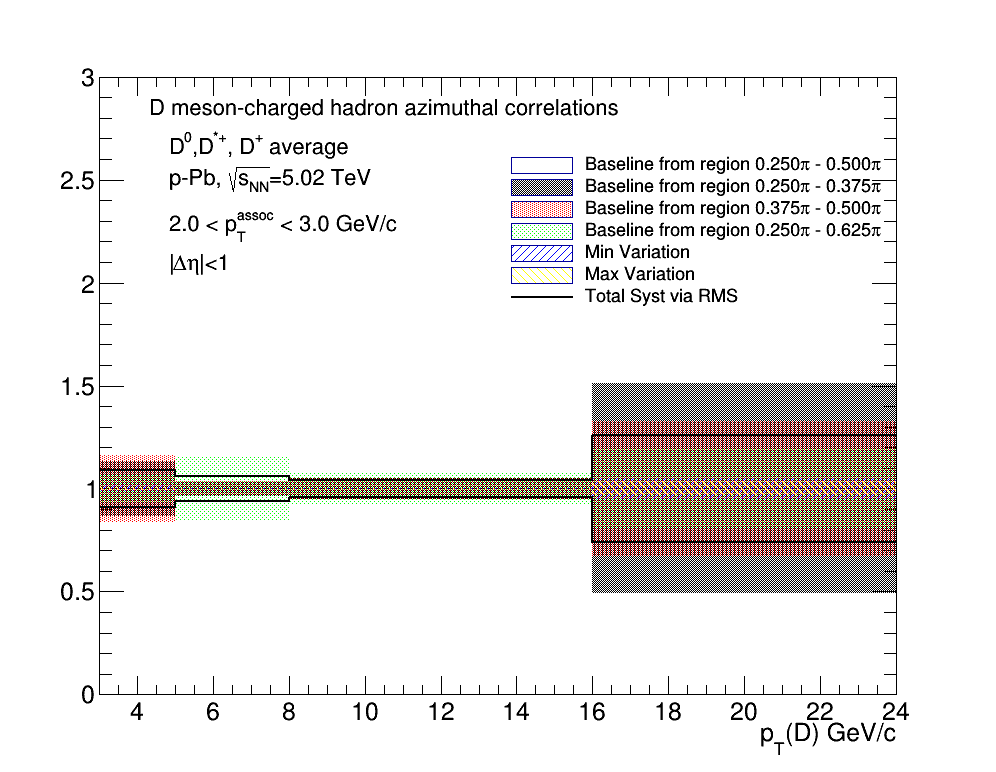 D meson-charged hadron azimuthal correlations
D⁰,D*⁺, D⁺ average
p-Pb, √sNN=5.02 TeV
2.0 < pTassoc < 3.0 GeV/c
|Δη|<1
Baseline from region 0.250π - 0.500π
Baseline from region 0.250π - 0.375π
Baseline from region 0.375π - 0.500π
Baseline from region 0.250π - 0.625π
Min Variation
Max Variation
Total Syst via RMS
3
2.5
2
1.5
1
0.5
0
4 6 8 10 12 14 16 18 20 22 24
pT(D) GeV/c